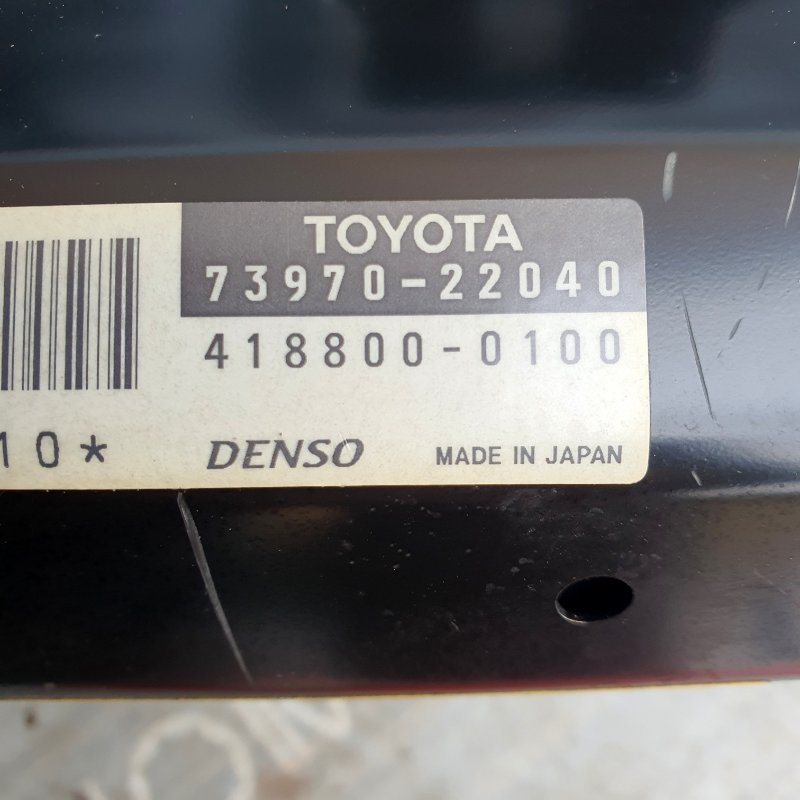 TOYOTA
73970-22040
418800-0100
10*
DENSO MADE IN JAPAN